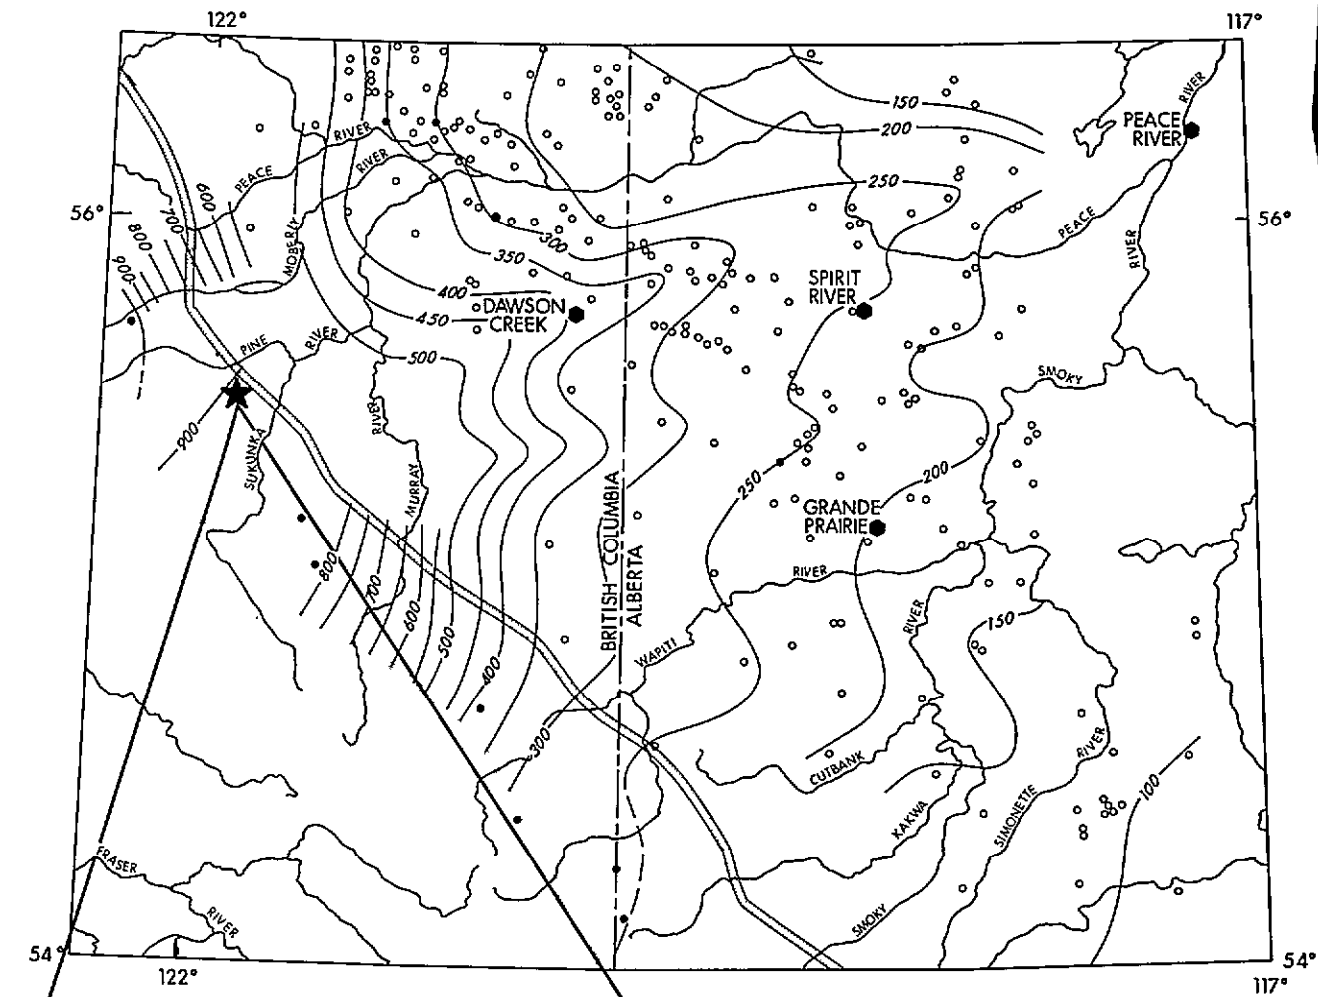 122°
117°
150
200
PEACE
RIVER
RIVER
RIVER
RIVER
PEACE
250
600
700
800
900
56°
56°
MOBERLY
PEACE
RIVER
300
350
400
450
DAWSON
CREEK
SPIRIT
RIVER
PINE
RIVER
500
SMOKY
900
SUKUNKA
RIVER
MURRAY
250
200
GRANDE
PRAIRIE
BRITISH COLUMBIA
ALBERTA
RIVER
800
700
600
500
400
300
WAPITI
RIVER
150
CUTBANK
KAKWA
SIMONETTE
RIVER
100
SMOKY
FRASER
RIVER
54°
54°
122°
117°